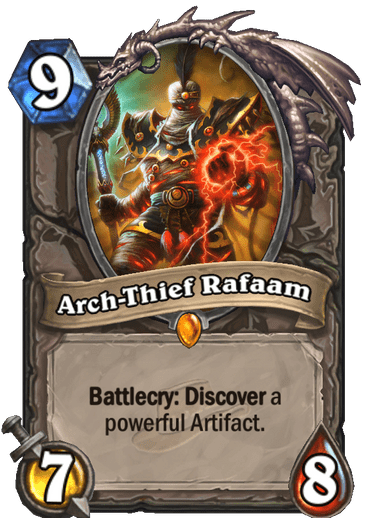 9
Arch-Thief Rafaam
Battlecry: Discover a
powerful Artifact.
7
8